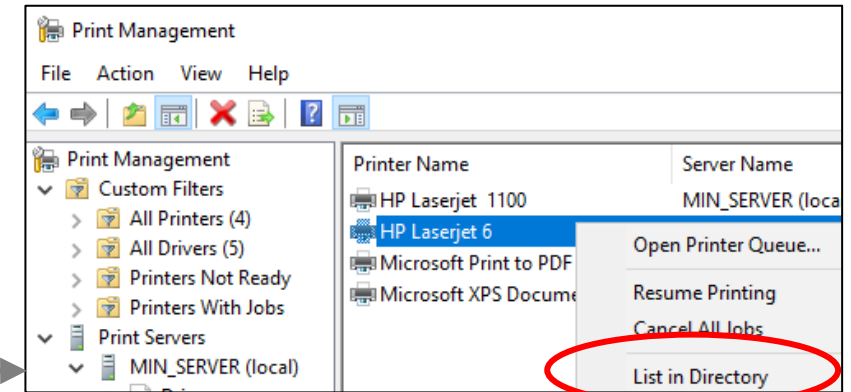 Print Management
File Action View Help
Print Management
Custom Filters
All Printers (4)
All Drivers (5)
Printers Not Ready
Printers With Jobs
Print Servers
MIN_SERVER (local)
Printer Name Server Name
HP Laserjet 1100 MIN_SERVER (loca
HP Laserjet 6
Microsoft Print to PDF
Microsoft XPS Docume
Open Printer Queue...
Resume Printing
Cancel All Jobs
List in Directory